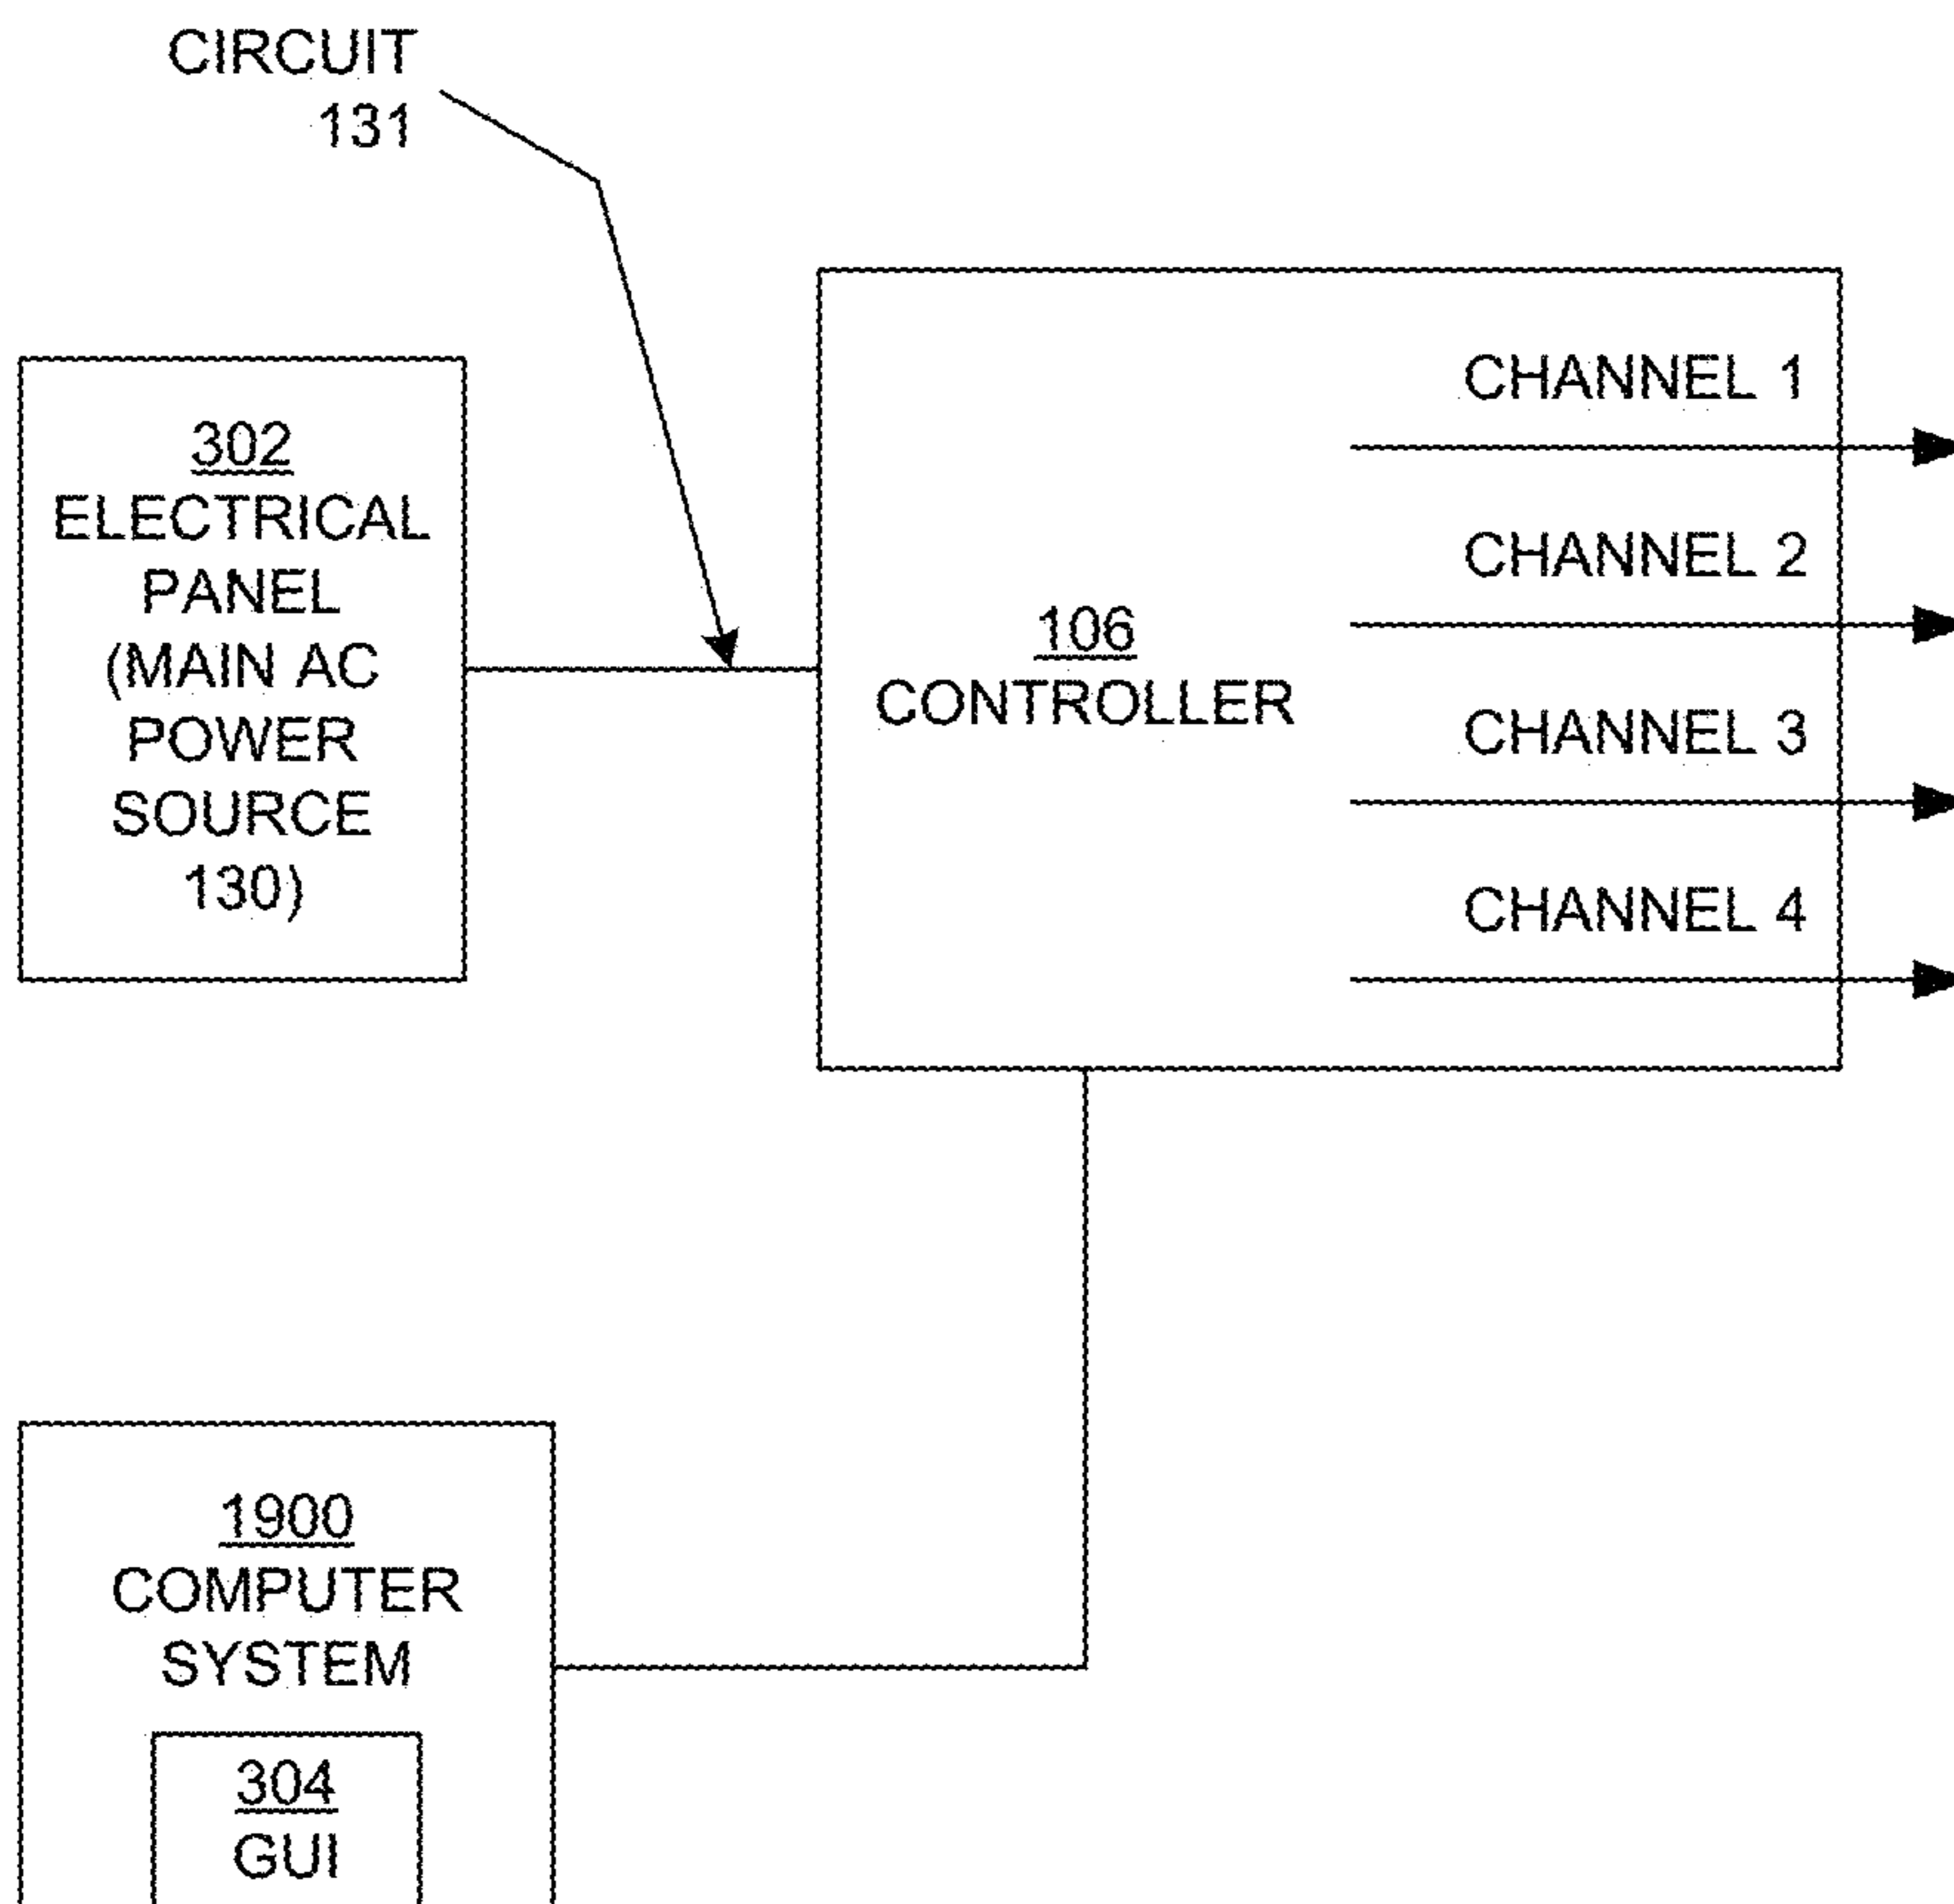 CIRCUIT
131
302
ELECTRICAL
PANEL
(MAIN AC
POWER
SOURCE
130)
106
CONTROLLER
CHANNEL 1
CHANNEL 2
CHANNEL 3
CHANNEL 4
1900
COMPUTER
SYSTEM
304
GUI